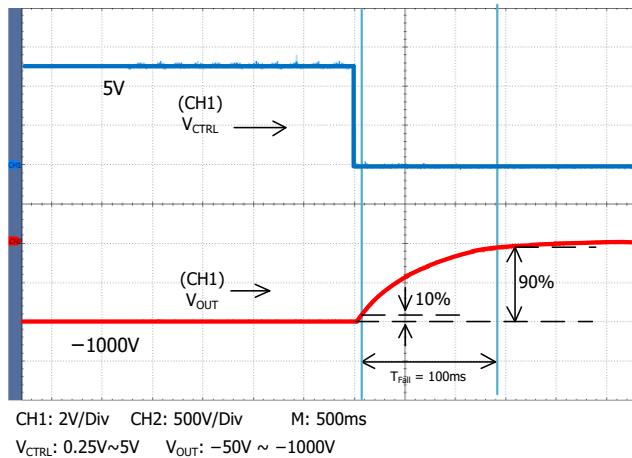 5V
(CH1)
VCTRL
CH1
(CH1)
VOUT
10%
90%
−1000V
TFall = 100ms
CH1: 2V/Div CH2: 500V/Div M: 500ms
VCTRL: 0.25V~5V VOUT: −50V ~ −1000V